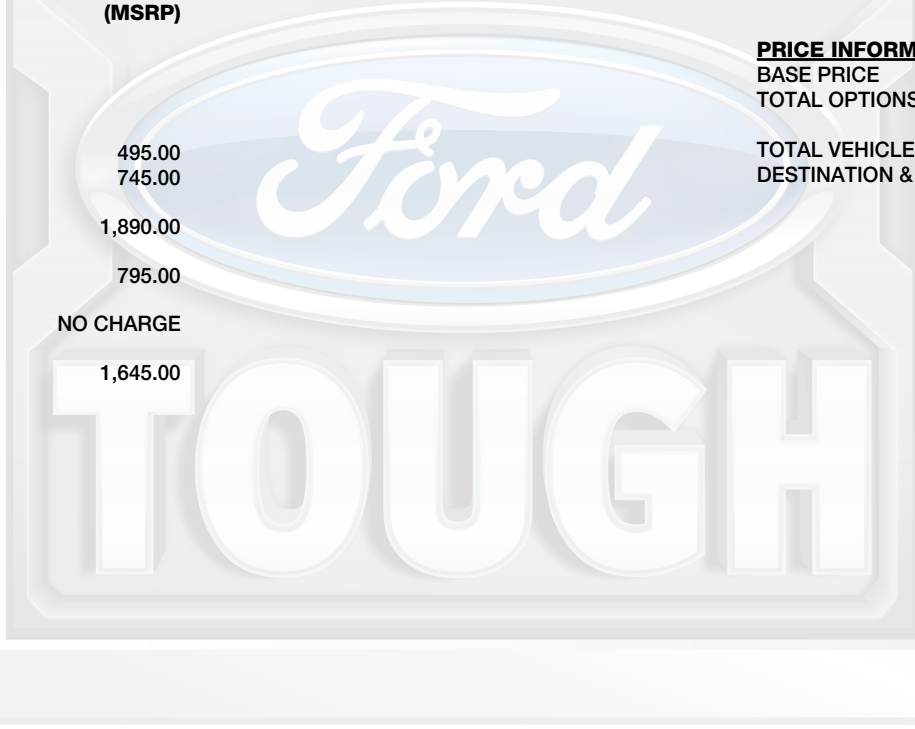 (MSRP)
495.00
745.00
1,890.00
795.00
NO CHARGE
1,645.00
PRICE INFORM
BASE PRICE
TOTAL OPTIONS
TOTAL VEHICLE
DESTINATION &
Ford
TOUGH